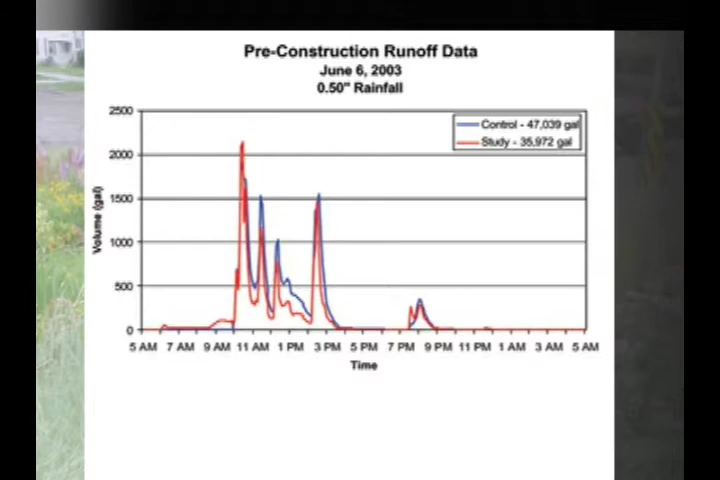 Pre-Construction Runoff Data
June 6, 2003
0.50" Rainfall
2500
2000
1500
1000
500
0
Volume (gal)
Control - 47,039 gal
Study - 35,972 gal
5 AM 7 AM 9 AM 11 AM 1 PM 3 PM 5 PM 7 PM 9 PM 11 PM 1 AM 3 AM 5 AM
Time